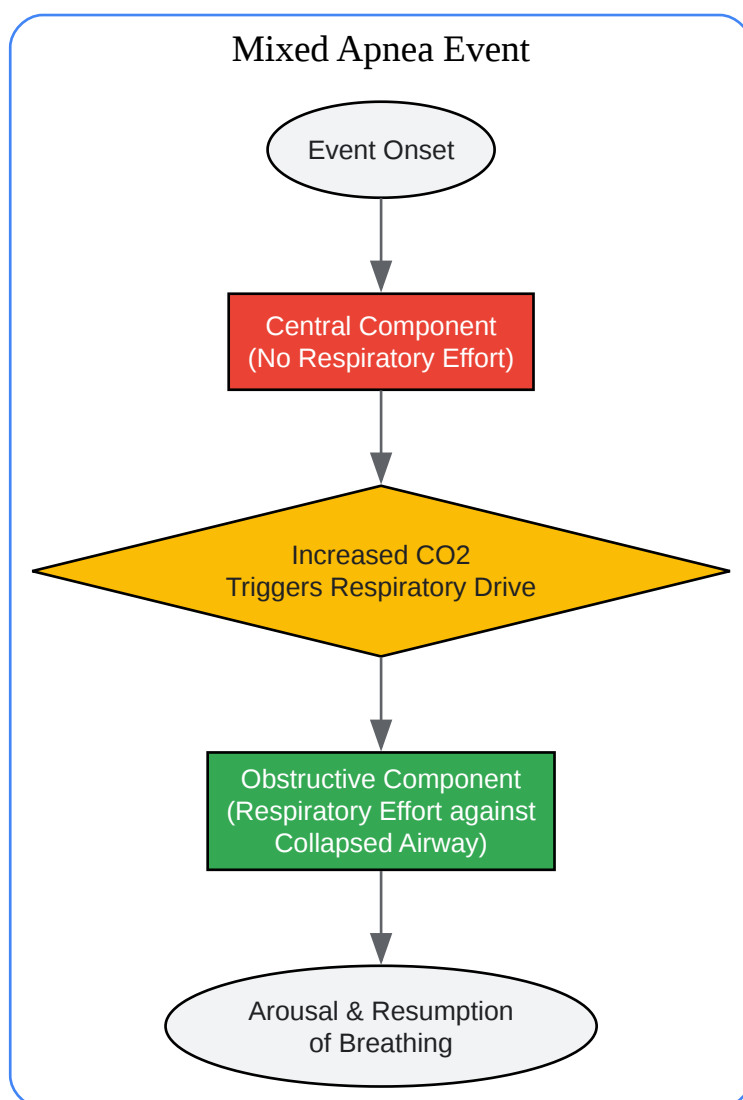 Mixed Apnea Event
Event Onset
Central Component
(No Respiratory Effort)
Increased CO2
Triggers Respiratory Drive
Obstructive Component
(Respiratory Effort against
Collapsed Airway)
Arousal & Resumption
of Breathing